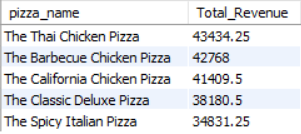 pizza_name Total_Revenue
The Thai Chicken Pizza 43434.25
The Barbecue Chicken Pizza 42768
The California Chicken Pizza 41409.5
The Classic Deluxe Pizza 38180.5
The Spicy Italian Pizza 34831.25